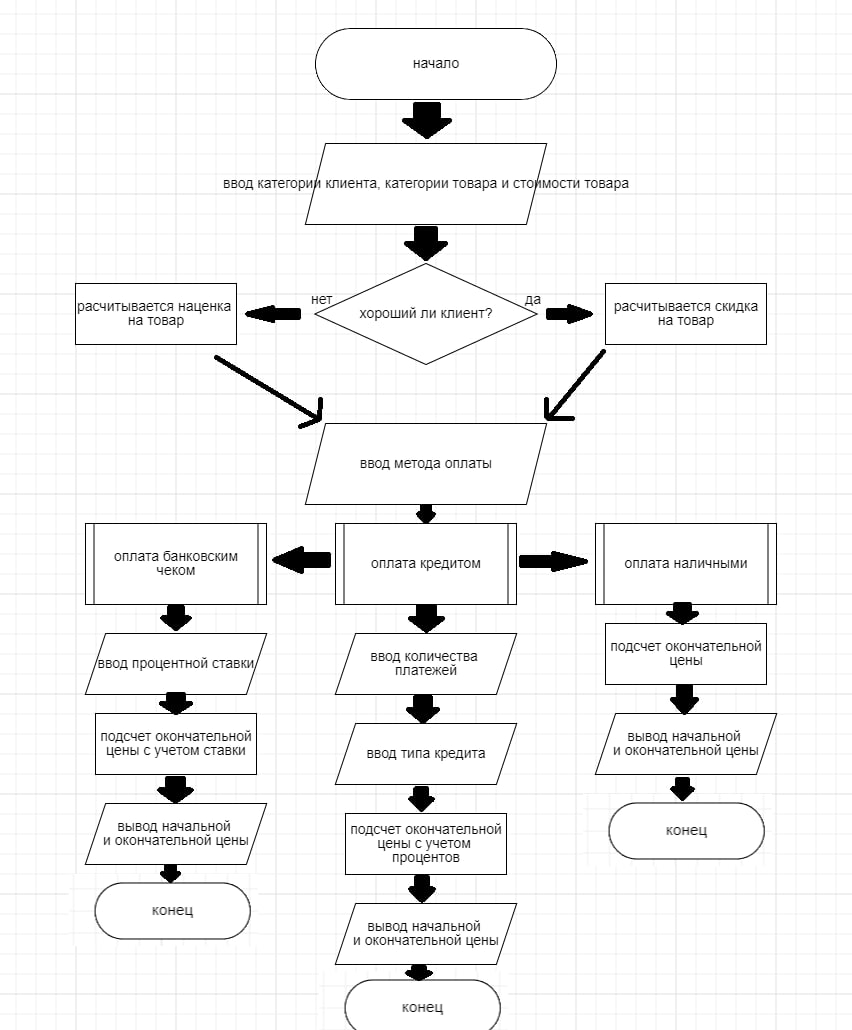 начало
ввод категории клиента, категории товара и стоимости товара
нет
да
расчитывается наценка
на товар
хороший ли клиент?
расчитывается скидка
на товар
ввод метода оплаты
оплата банковским
чеком
оплата кредитом
оплата наличными
ввод процентной ставки
подсчет окончательной
цены с учетом ставки
вывод начальной
и окончательной цены
конец
ввод количества
платежей
ввод типа кредита
подсчет окончательной
цены с учетом
процентов
вывод начальной
и окончательной цены
конец
подсчет окончательной
цены
вывод начальной
и окончательной цены
конец